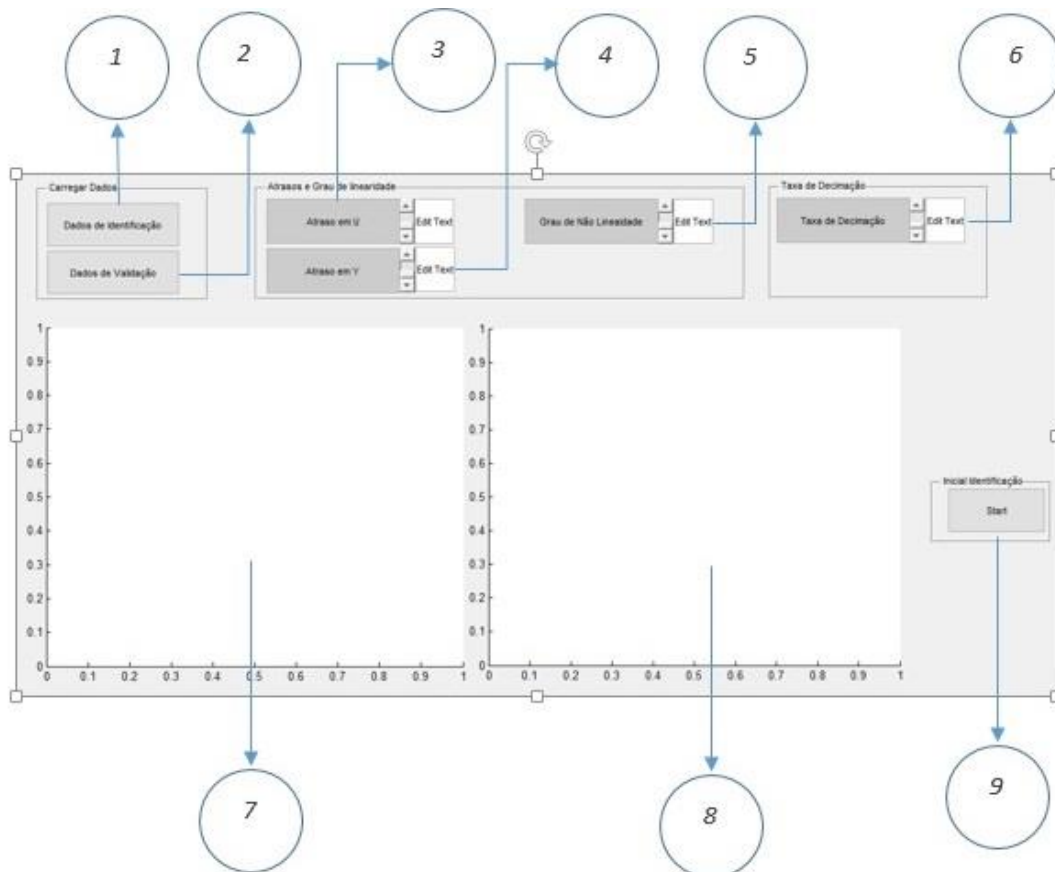 1
2
3
4
5
6
Carregar Dados
Atrasos e Grau de linearidade
Taxa de Decimação
Dados de Identificação
Atraso em U
Edit Text
Grau de Não Linealdade
Edit Text
Taxa de Decimação
Edit Text
Dados de Validação
Atraso em Y
Edit Text
1
0.9
0.8
0.7
0.6
0.5
0.4
0.3
0.2
0.1
0
0 0.1 0.2 0.3 0.4 0.5 0.6 0.7 0.8 0.9 1
1
0.9
0.8
0.7
0.6
0.5
0.4
0.3
0.2
0.1
0
0 0.1 0.2 0.3 0.4 0.5 0.6 0.7 0.8 0.9 1
Inicial Identificação
Start
7
8
9